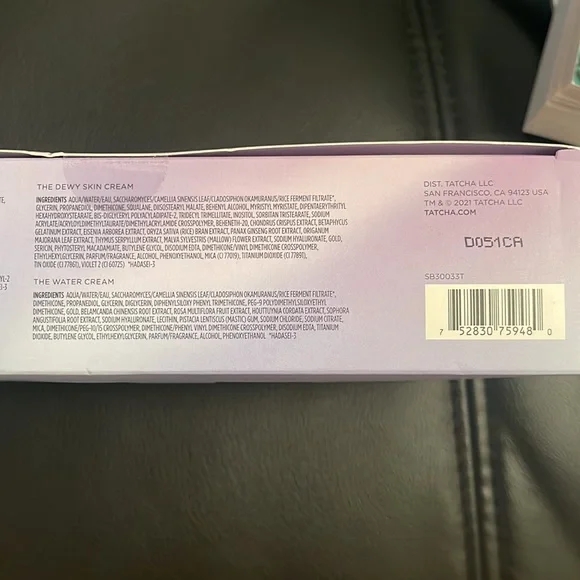 THE DEWY SKIN CREAM
INGREDIENTS AQUA/WATER/EAU, SACCHAROMYCES/CAMELLIA SINENSIS LEAF/CLADOSIPHON OKAMURANUS/RICE FERMENT FILTRATE*,
GLYCERIN, PROPANEDIOL, DIMETHICONE, SQUALANE, DIISOSTEARYL MALATE, BEHENYL ALCOHOL, MYRISTYL MYRISTATE, DIPENTAERYTHRITYL
HEXAHYDROXYSTEARATE, BIS-DIGLYCERYL POLYACYLADIPATE-2, TRIDECYL TRIMELLITATE, INOSITOL, SORBITAN TRISTEARATE, SODIUM
ACRYLATE/ACRYLOYLDIMETHYLTAURATE/DIMETHYLACRYLAMIDE CROSSPOLYMER, BEHENETH-20, CHONDRUS CRISPUS EXTRACT, BETAPHYCUS
GELATINUM EXTRACT, EISENIA ARBOREA EXTRACT, ORYZA SATIVA (RICE) BRAN EXTRACT, PANAX GINSENG ROOT EXTRACT, ORIGANUM
MAJORANA LEAF EXTRACT, THYMUS SERPYLLUM EXTRACT, MALVA SYLVESTRIS (MALLOW) FLOWER EXTRACT, SODIUM HYALURONATE, GOLD,
SERICIN, PHYTOSTERYL MACADAMIATE, BUTYLENE GLYCOL, DISODIUM EDTA, DIMETHICONE/VINYL DIMETHICONE CROSSPOLYMER,
ETHYLHEXYLGLYCERIN, PARFUM/FRAGRANCE, ALCOHOL, PHENOXYETHANOL, MICA (CI 77019), TITANIUM DIOXIDE (CI 77891),
TIN OXIDE (CI 77861), VIOLET 2 (CI 60725) *HADASEI-3
THE WATER CREAM
INGREDIENTS AQUA/WATER/EAU, SACCHAROMYCES/CAMELLIA SINENSIS LEAF/CLADOSIPHON OKAMURANUS/RICE FERMENT FILTRATE*,
DIMETHICONE, PROPANEDIOL, GLYCERIN, DIGLYCERIN, DIPHENYLSILOXY PHENYL TRIMETHICONE, PEG-9 POLYDIMETHYLSILOXYETHYL
DIMETHICONE, GOLD, BELAMCANDA CHINENSIS ROOT EXTRACT, ROSA MULTIFLORA FRUIT EXTRACT, HOUTTUYNIA CORDATA EXTRACT, SOPHORA
ANGUSTIFOLIA ROOT EXTRACT, SODIUM HYALURONATE, LECITHIN, PISTACIA LENTISCUS (MASTIC) GUM, SODIUM CHLORIDE, SODIUM CITRATE,
MICA, DIMETHICONE/PEG-10/15 CROSSPOLYMER, DIMETHICONE/PHENYL VINYL DIMETHICONE CROSSPOLYMER, DISODIUM EDTA, TITANIUM
DIOXIDE, BUTYLENE GLYCOL, ETHYLHEXYLGLYCERIN, PARFUM/FRAGRANCE, ALCOHOL, PHENOXYETHANOL *HADASEI-3
DIST. TATCHA LLC
SAN FRANCISCO, CA 94123 USA
TM & © 2021 TATCHA LLC
TATCHA.COM
D051CA
SB30033T
7 52830 75948 0